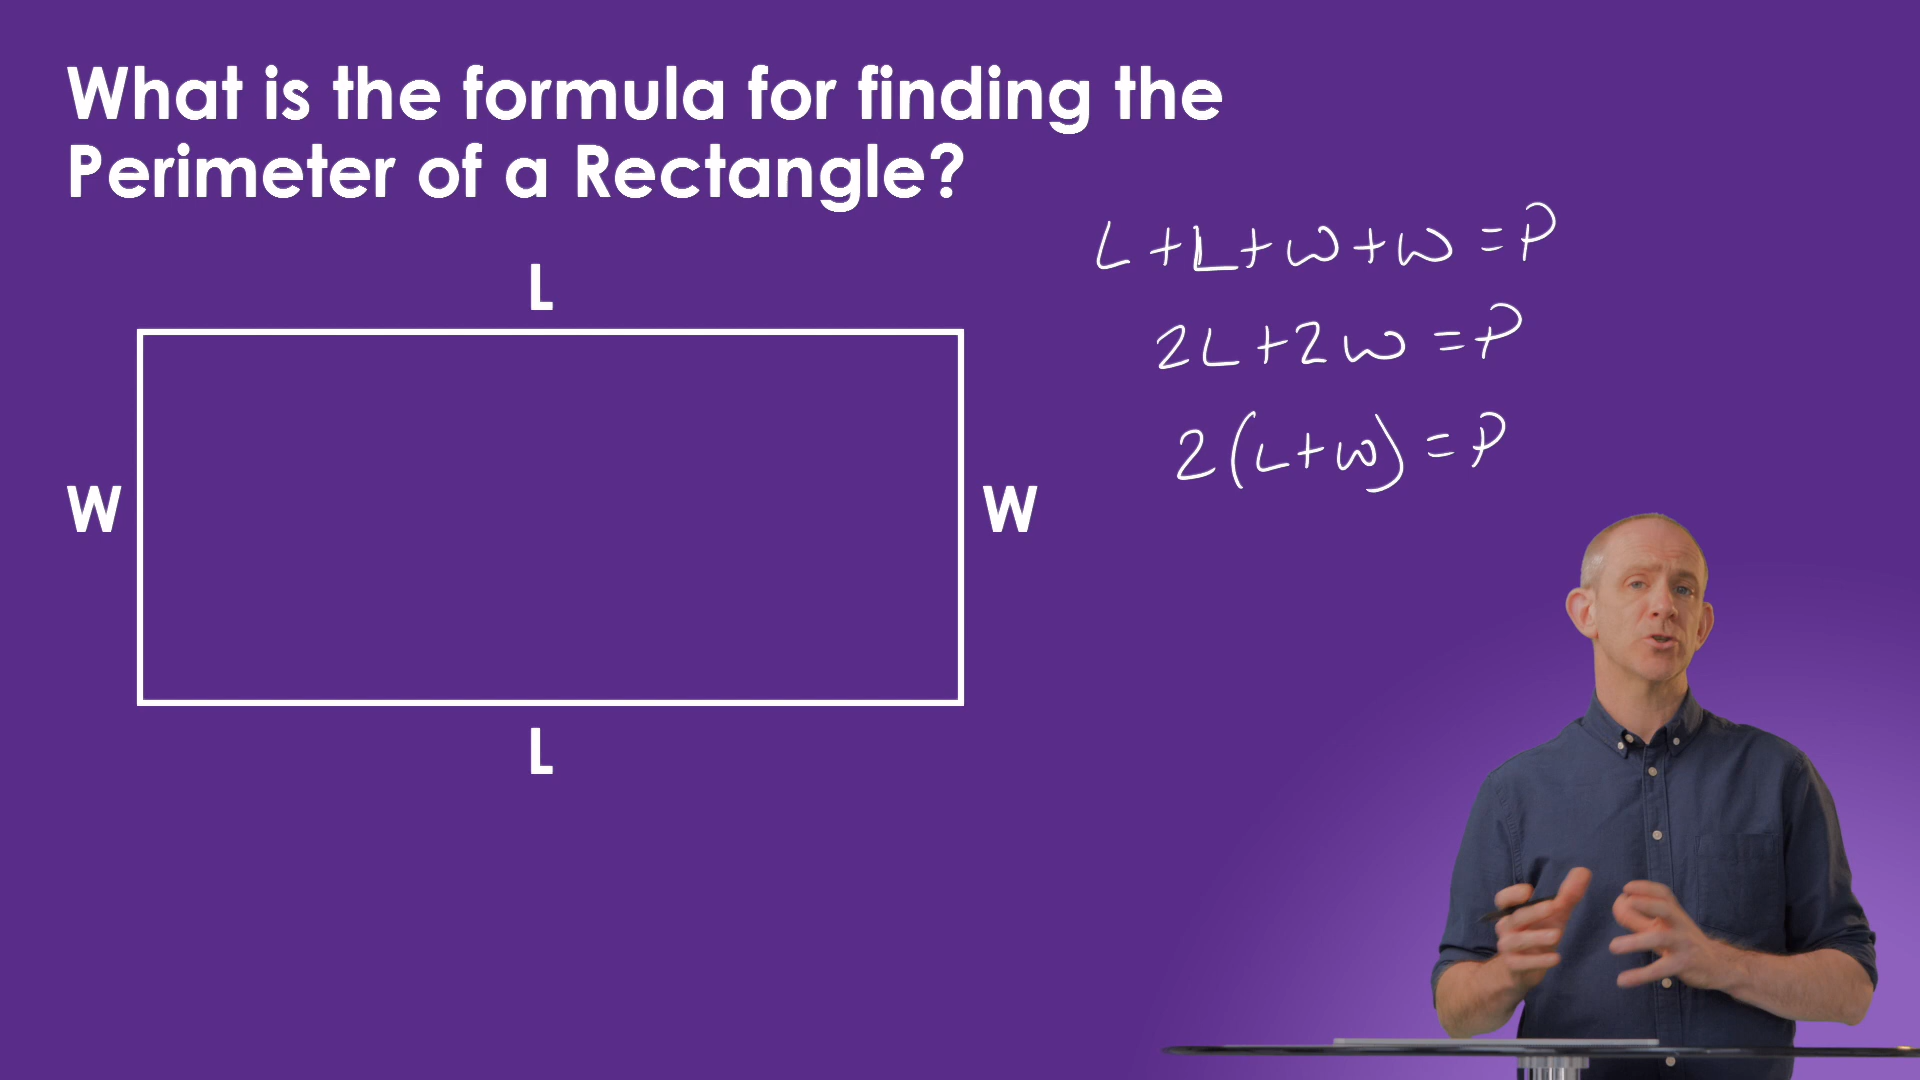 What is the formula for finding the
Perimeter of a Rectangle?
L+L+W+W=P
2L+2W=P
2(L+W)=P
L
W
W
L